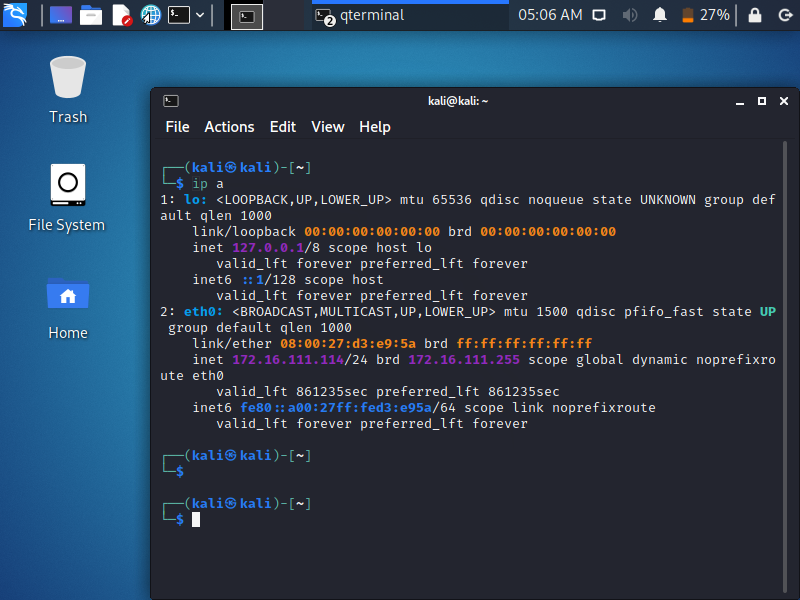 2 qterminal 05:06 AM 27%
Trash
File System
Home
kali@kali: ~
File Actions Edit View Help
┌──(kali㉿kali)-[~]
└─$ ip a
1: lo: <LOOPBACK,UP,LOWER_UP> mtu 65536 qdisc noqueue state UNKNOWN group def
ault qlen 1000
link/loopback 00:00:00:00:00:00 brd 00:00:00:00:00:00
inet 127.0.0.1/8 scope host lo
valid_lft forever preferred_lft forever
inet6 ::1/128 scope host
valid_lft forever preferred_lft forever
2: eth0: <BROADCAST,MULTICAST,UP,LOWER_UP> mtu 1500 qdisc pfifo_fast state UP
group default qlen 1000
link/ether 08:00:27:d3:e9:5a brd ff:ff:ff:ff:ff:ff
inet 172.16.111.114/24 brd 172.16.111.255 scope global dynamic noprefixro
ute eth0
valid_lft 861235sec preferred_lft 861235sec
inet6 fe80::a00:27ff:fed3:e95a/64 scope link noprefixroute
valid_lft forever preferred_lft forever
┌──(kali㉿kali)-[~]
└─$
┌──(kali㉿kali)-[~]
└─$